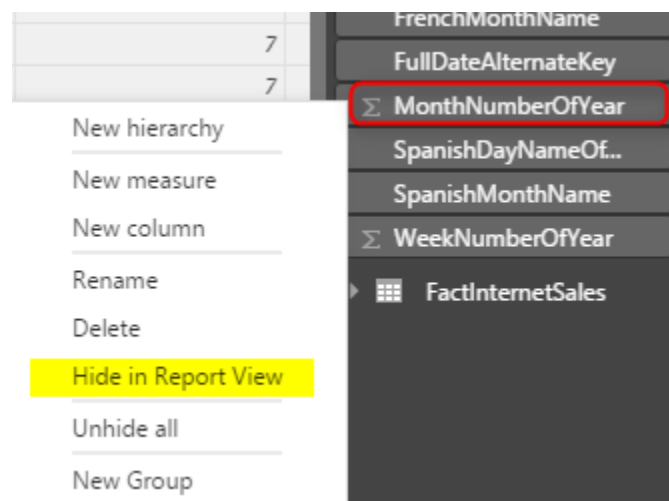 7
7
New hierarchy
New measure
New column
Rename
Delete
Hide in Report View
Unhide all
New Group
FrenchMonthName
FullDateAlternateKey
Σ MonthNumberOfYear
SpanishDayNameOf...
SpanishMonthName
Σ WeekNumberOfYear
FactInternetSales